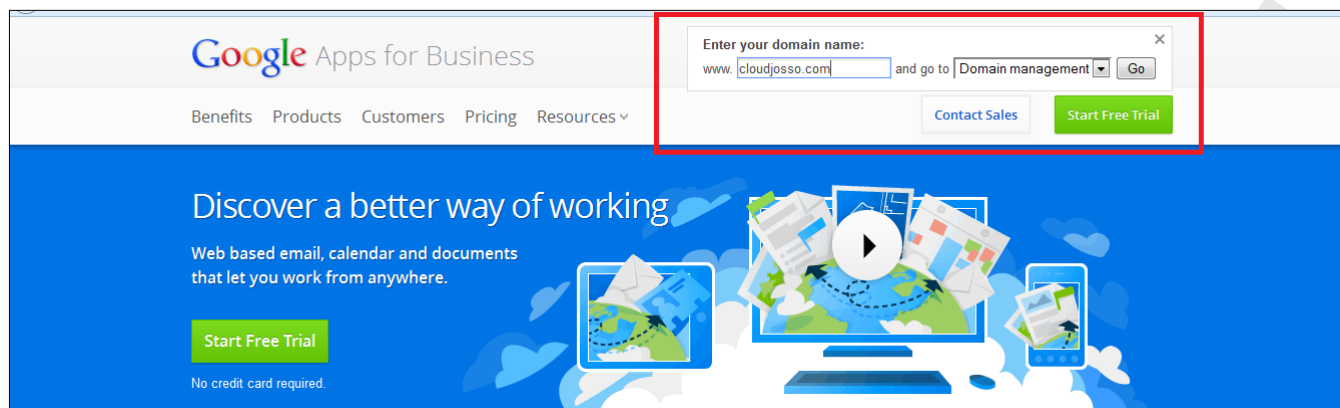 Google Apps for Business
Enter your domain name:
www. cloudjosso.com and go to Domain management Go
Benefits Products Customers Pricing Resources
Contact Sales Start Free Trial
Discover a better way of working
Web based email, calendar and documents
that let you work from anywhere.
Start Free Trial
No credit card required.